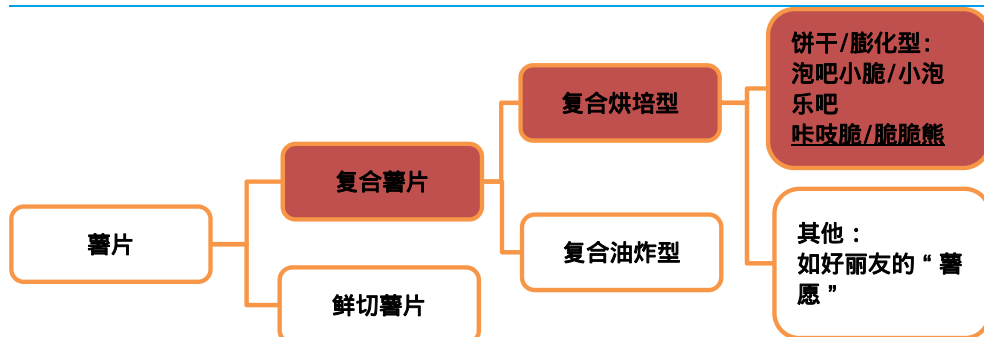 饼干/膨化型：
泡吧小脆/小泡
乐吧
咔吱脆/脆脆熊
复合烘培型
复合薯片
薯片
复合油炸型
其他：
如好丽友的“薯
愿”
鲜切薯片